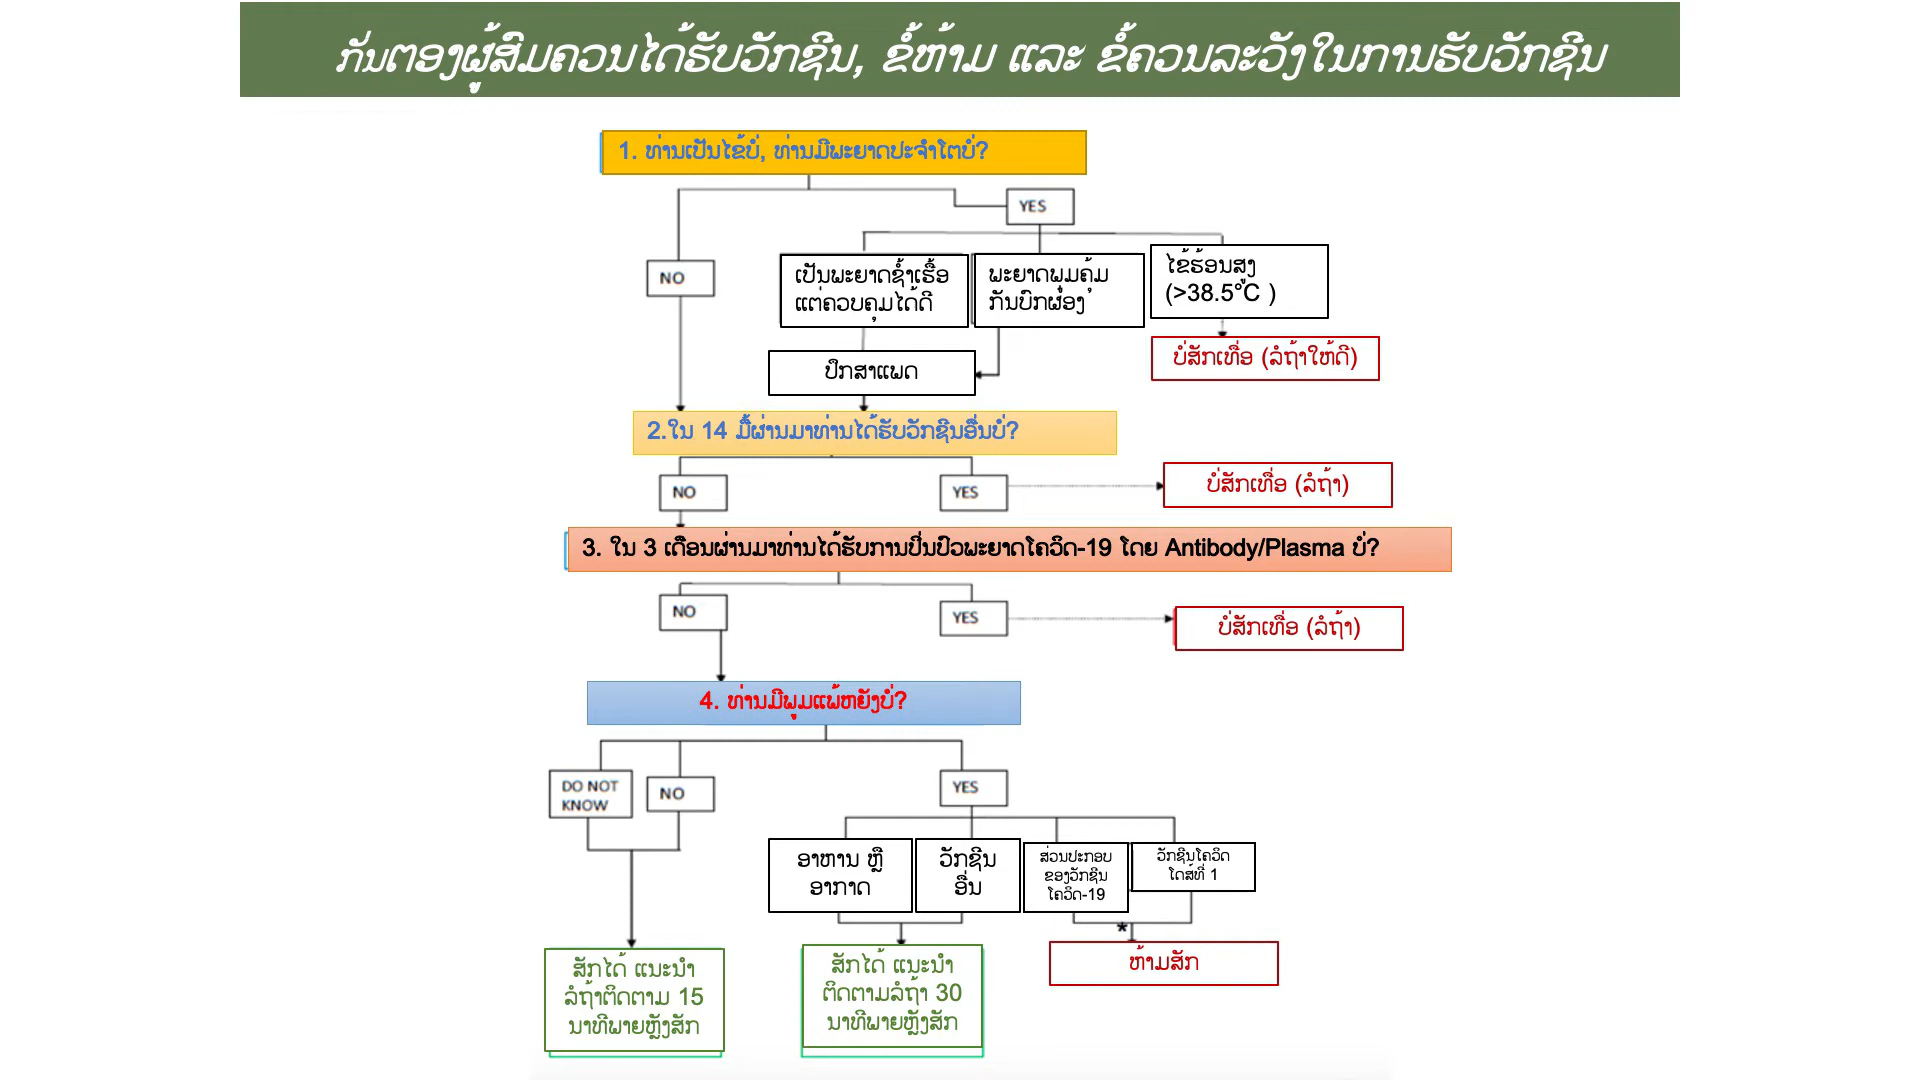 ກັ່ນຕອງຜູ້ສົມຄວນໄດ້ຮັບວັກຊີນ, ຂໍ້ຫ້າມ ແລະ ຂໍ້ຄວນລະວັງໃນການຮັບວັກຊີນ
1. ທ່ານເປັນໄຂ້ບໍ່, ທ່ານມີພະຍາດປະຈຳໂຕບໍ່?
YES
NO
ເປັນພະຍາດຊໍ້າເຮື້ອ
ແຕ່ຄວບຄຸມໄດ້ດີ
ພະຍາດພູມຄຸ້ມ
ກັນບົກຜ່ອງ
ໄຂ້ຮ້ອນສູງ
(>38.5°C )
ບໍ່ສັກເທື່ອ (ລໍຖ້າໃຫ້ດີ)
ປຶກສາແພດ
2.ໃນ 14 ມື້ຜ່ານມາທ່ານໄດ້ຮັບວັກຊີນອື່ນບໍ່?
NO
YES
ບໍ່ສັກເທື່ອ (ລໍຖ້າ)
3. ໃນ 3 ເດືອນຜ່ານມາທ່ານໄດ້ຮັບການປິ່ນປົວພະຍາດໂຄວິດ-19 ໂດຍ Antibody/Plasma ບໍ່?
NO
YES
ບໍ່ສັກເທື່ອ (ລໍຖ້າ)
4. ທ່ານມີພູມແພ້ຫຍັງບໍ່?
DO NOT
KNOW
NO
YES
ອາຫານ ຫຼື
ອາກາດ
ວັກຊີນ
ອື່ນ
ສ່ວນປະກອບ
ຂອງວັກຊີນ
ໂຄວິດ-19
ວັກຊີນໂຄວິດ
ໂດສ໌ທີ່ 1
*
ຫ້າມສັກ
ສັກໄດ້ ແນະນຳ
ລໍຖ້າຕິດຕາມ 15
ນາທີພາຍຫຼັງສັກ
ສັກໄດ້ ແນະນຳ
ຕິດຕາມລໍຖ້າ 30
ນາທີພາຍຫຼັງສັກ